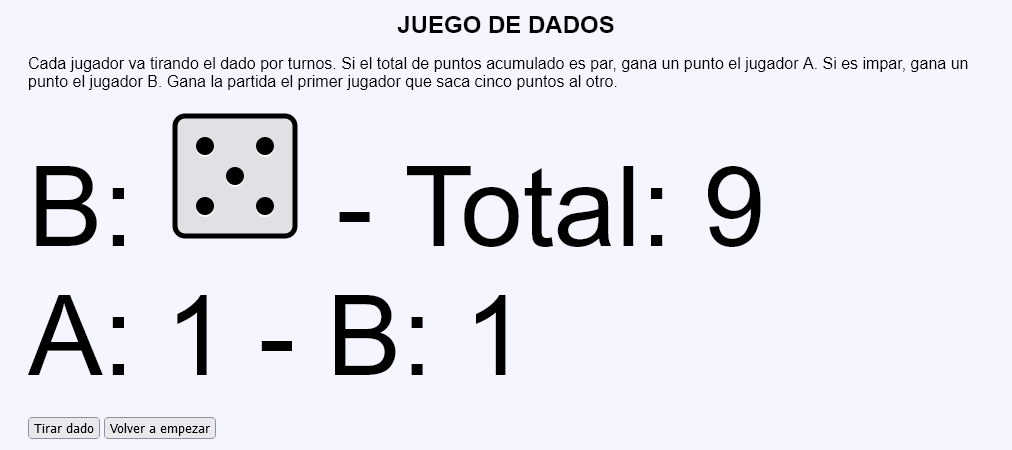 JUEGO DE DADOS
Cada jugador va tirando el dado por turnos. Si el total de puntos acumulado es par, gana un punto el jugador A. Si es impar, gana un
punto el jugador B. Gana la partida el primer jugador que saca cinco puntos al otro.
B: - Total: 9
A: 1 - B: 1
Tirar dado Volver a empezar